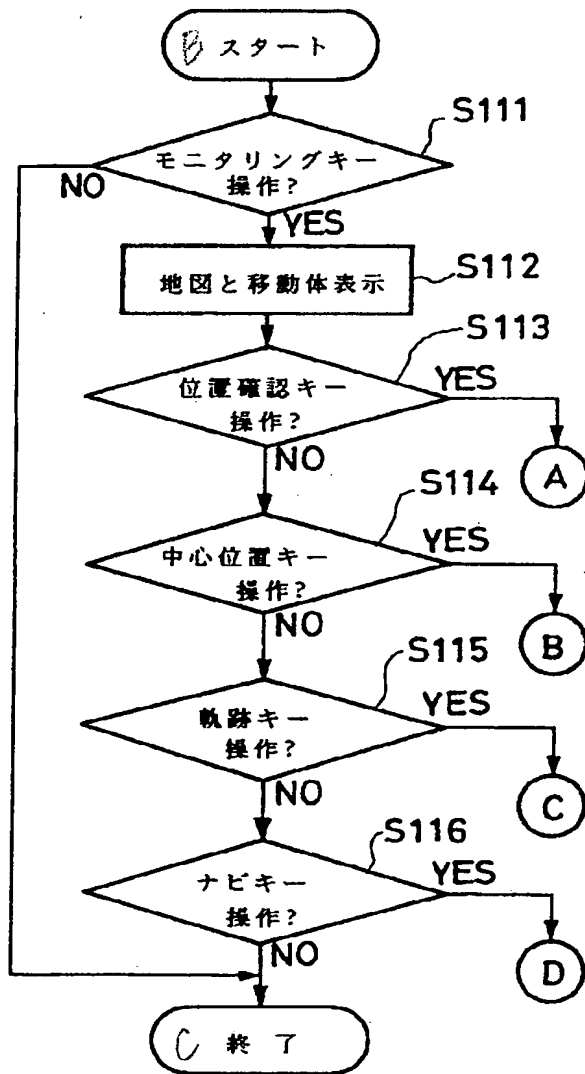 B スタート
S111
モニタリングキー
操作?
NO
YES
S112
地図と移動体表示
S113
位置確認キー
操作?
YES
NO
A
S114
中心位置キー
操作?
YES
NO
B
S115
軌跡キー
操作?
YES
NO
C
S116
ナビキー
操作?
YES
NO
D
C 終了